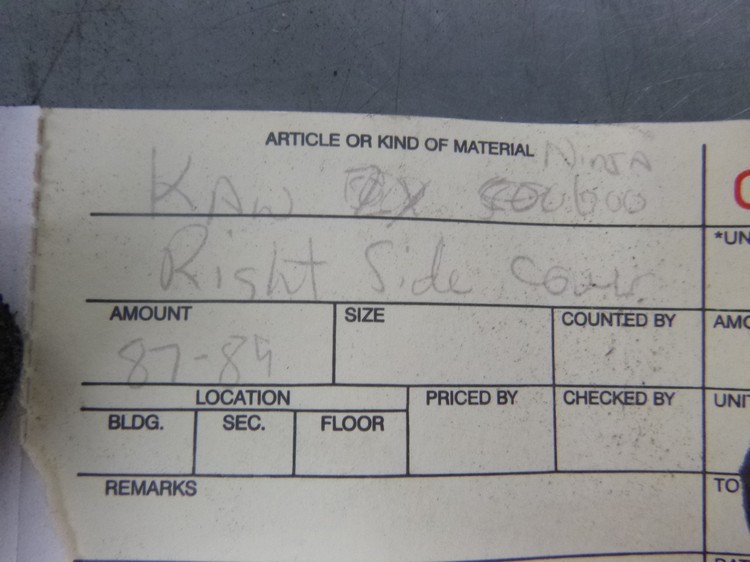 ARTICLE OR KIND OF MATERIAL
Ninja
KAW 600
*UN
Right Side Cover
AMOUNT SIZE COUNTED BY AMO
87-89
LOCATION PRICED BY CHECKED BY UNI
BLDG. SEC. FLOOR
REMARKS TO